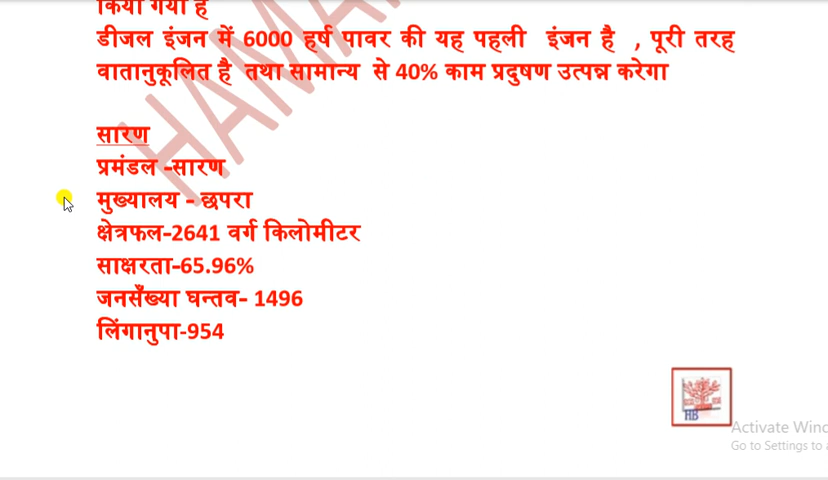 किया गया है
डीजल इंजन में 6000 हर्ष पावर की यह पहली इंजन है , पूरी तरह
वातानुकूलित है तथा सामान्य से 40% काम प्रदुषण उत्पन्न करेगा
HAMA
सारण
प्रमंडल -सारण
मुख्यालय - छपरा
क्षेत्रफल-2641 वर्ग किलोमीटर
साक्षरता-65.96%
जनसँख्या घन्तव- 1496
लिंगानुपा-954
HB
Activate Wind
Go to Settings to a